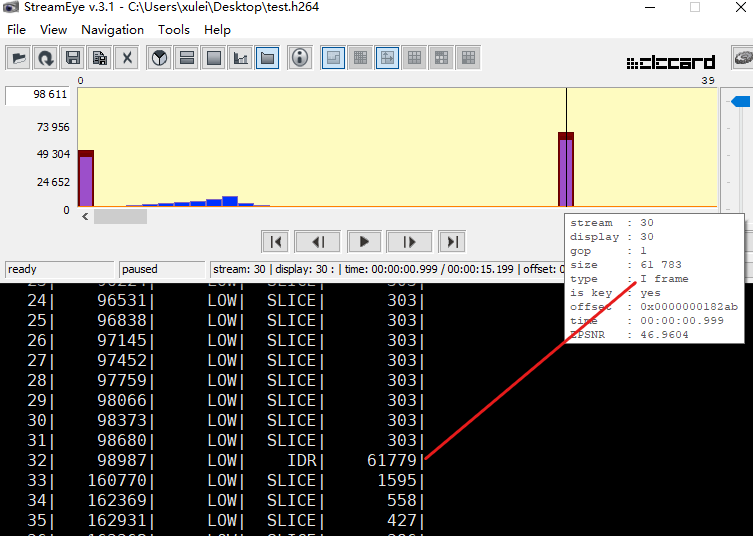 StreamEye v.3.1 - C:\Users\xulei\Desktop\test.h264
File View Navigation Tools Help
elecard
0 39
98 611
73 956
49 304
24 652
0
ready paused stream: 30 | display: 30 : | time: 00:00:00.999 / 00:00:15.199 | offset: 0
stream : 30
display : 30
gop : 1
size : 61 783
type : I frame
is key : yes
offset : 0x0000000182ab
time : 00:00:00.999
YPSNR : 46.9604
23| 96224| LOW| SLICE| 303|
24| 96531| LOW| SLICE| 303|
25| 96838| LOW| SLICE| 303|
26| 97145| LOW| SLICE| 303|
27| 97452| LOW| SLICE| 303|
28| 97759| LOW| SLICE| 303|
29| 98066| LOW| SLICE| 303|
30| 98373| LOW| SLICE| 303|
31| 98680| LOW| SLICE| 303|
32| 98987| LOW| IDR| 61779|
33| 160770| LOW| SLICE| 1595|
34| 162369| LOW| SLICE| 558|
35| 162931| LOW| SLICE| 427|